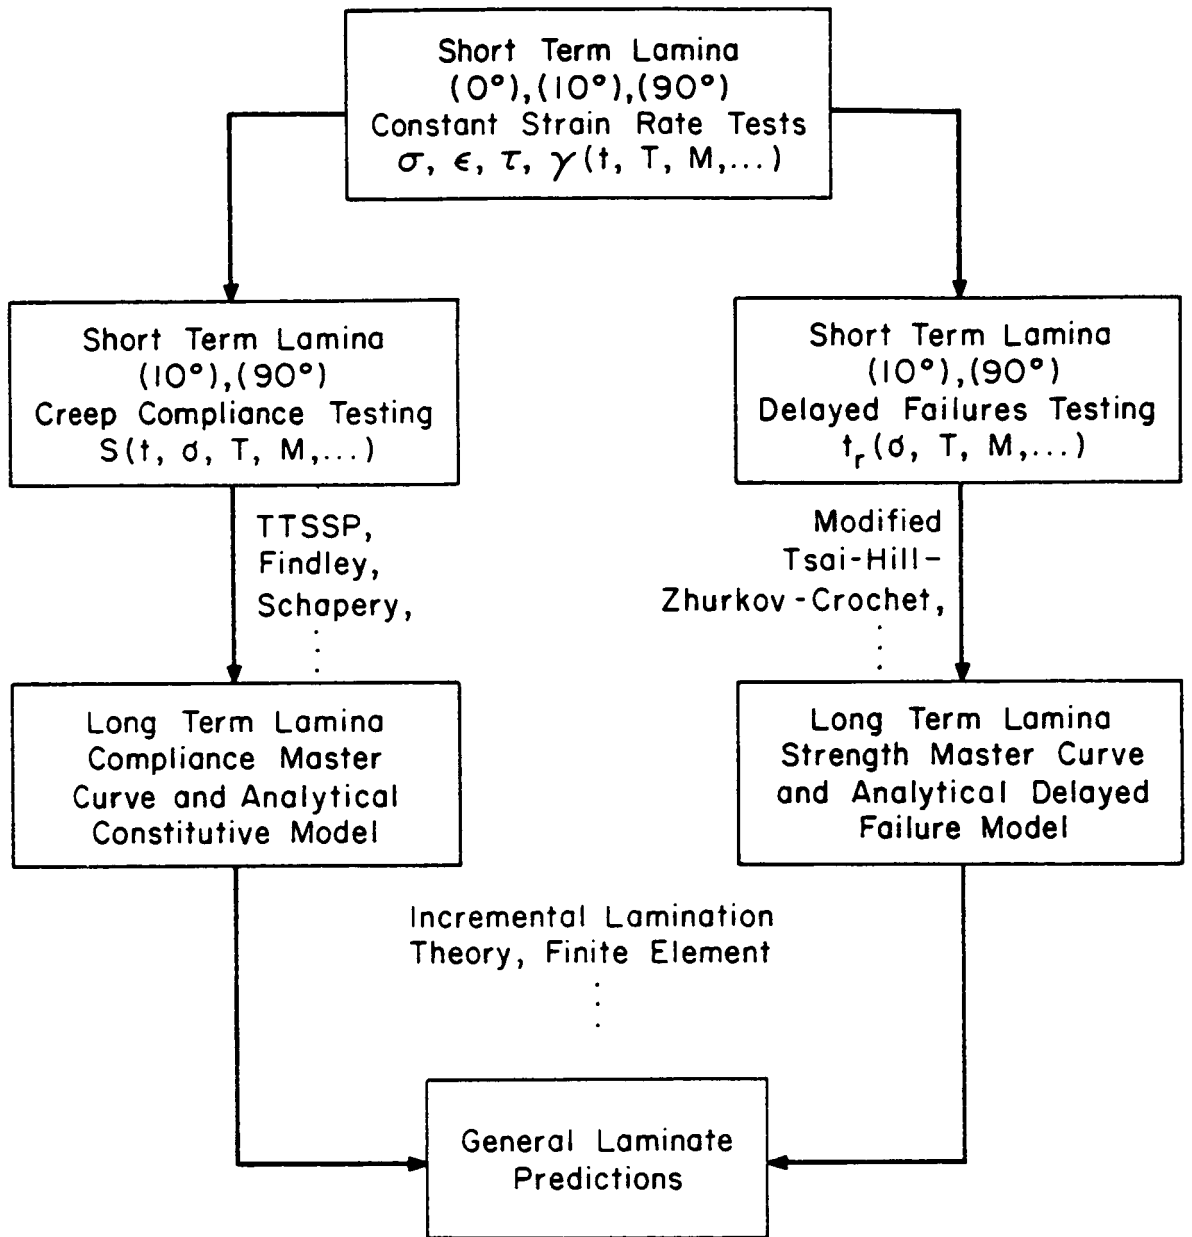 Short Term Lamina
(0°),(10°),(90°)
Constant Strain Rate Tests
σ, ϵ, τ, γ(t, T, M,...)
Short Term Lamina
(10°),(90°)
Creep Compliance Testing
S(t, σ, T, M,...)
Short Term Lamina
(10°),(90°)
Delayed Failures Testing
t_r(σ, T, M,...)
TTSSP,
Findley,
Schapery,
Modified
Tsai-Hill-
Zhurkov-Crochet,
Long Term Lamina
Compliance Master
Curve and Analytical
Constitutive Model
Long Term Lamina
Strength Master Curve
and Analytical Delayed
Failure Model
Incremental Lamination
Theory, Finite Element
General Laminate
Predictions